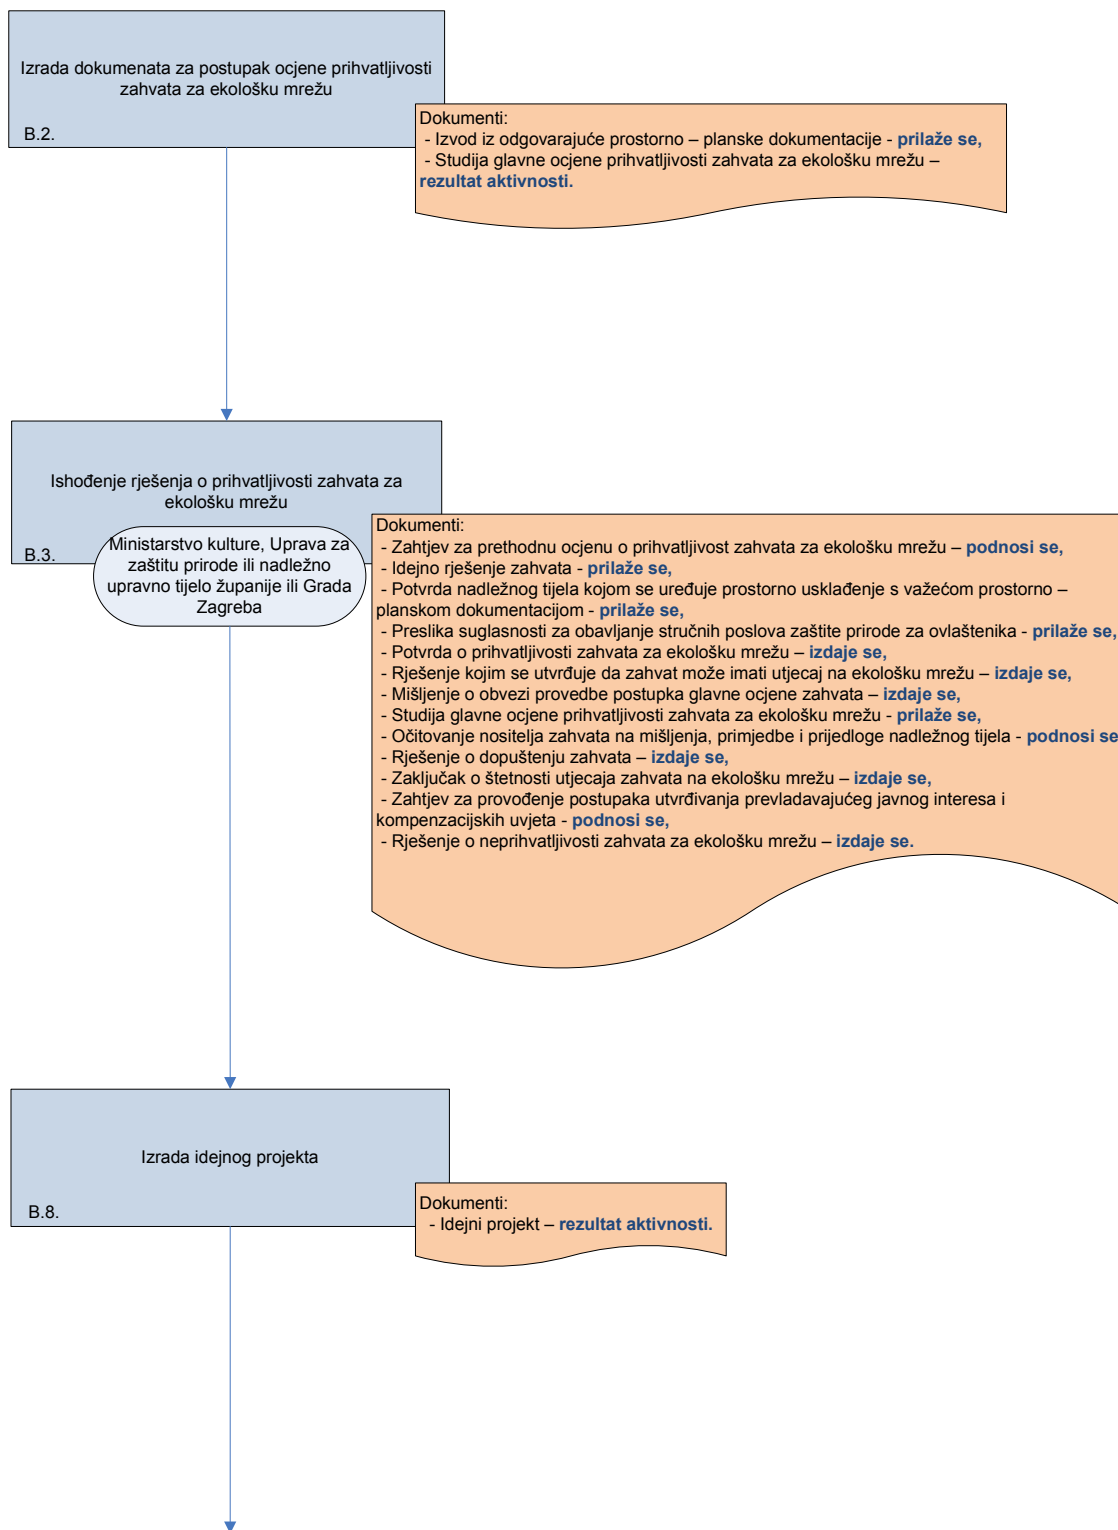 Izrada dokumenata za postupak ocjene prihvatljivosti
zahvata za ekološku mrežu
B.2.
Dokumenti:
- Izvod iz odgovarajuće prostorno – planske dokumentacije - prilaže se,
- Studija glavne ocjene prihvatljivosti zahvata za ekološku mrežu –
rezultat aktivnosti.
Ishođenje rješenja o prihvatljivosti zahvata za
ekološku mrežu
B.3.
Ministarstvo kulture, Uprava za
zaštitu prirode ili nadležno
upravno tijelo županije ili Grada
Zagreba
Dokumenti:
- Zahtjev za prethodnu ocjenu o prihvatljivost zahvata za ekološku mrežu – podnosi se,
- Idejno rješenje zahvata - prilaže se,
- Potvrda nadležnog tijela kojom se uređuje prostorno usklađenje s važećom prostorno –
planskom dokumentacijom - prilaže se,
- Preslika suglasnosti za obavljanje stručnih poslova zaštite prirode za ovlaštenika - prilaže se,
- Potvrda o prihvatljivosti zahvata za ekološku mrežu – izdaje se,
- Rješenje kojim se utvrđuje da zahvat može imati utjecaj na ekološku mrežu – izdaje se,
- Mišljenje o obvezi provedbe postupka glavne ocjene zahvata – izdaje se,
- Studija glavne ocjene prihvatljivosti zahvata za ekološku mrežu - prilaže se,
- Očitovanje nositelja zahvata na mišljenja, primjedbe i prijedloge nadležnog tijela - podnosi se
- Rješenje o dopuštenju zahvata – izdaje se,
- Zaključak o štetnosti utjecaja zahvata na ekološku mrežu – izdaje se,
- Zahtjev za provođenje postupaka utvrđivanja prevladavajućeg javnog interesa i
kompenzacijskih uvjeta - podnosi se,
- Rješenje o neprihvatljivosti zahvata za ekološku mrežu – izdaje se.
Izrada idejnog projekta
B.8.
Dokumenti:
- Idejni projekt – rezultat aktivnosti.